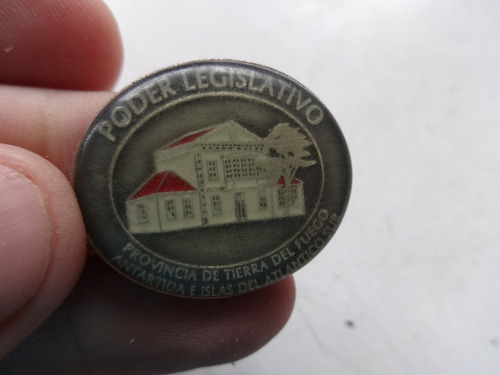 PODER LEGISLATIVO
PROVINCIA DE TIERRA DEL FUEGO
ANTARTIDA E ISLAS DEL ATLANTICO SUR